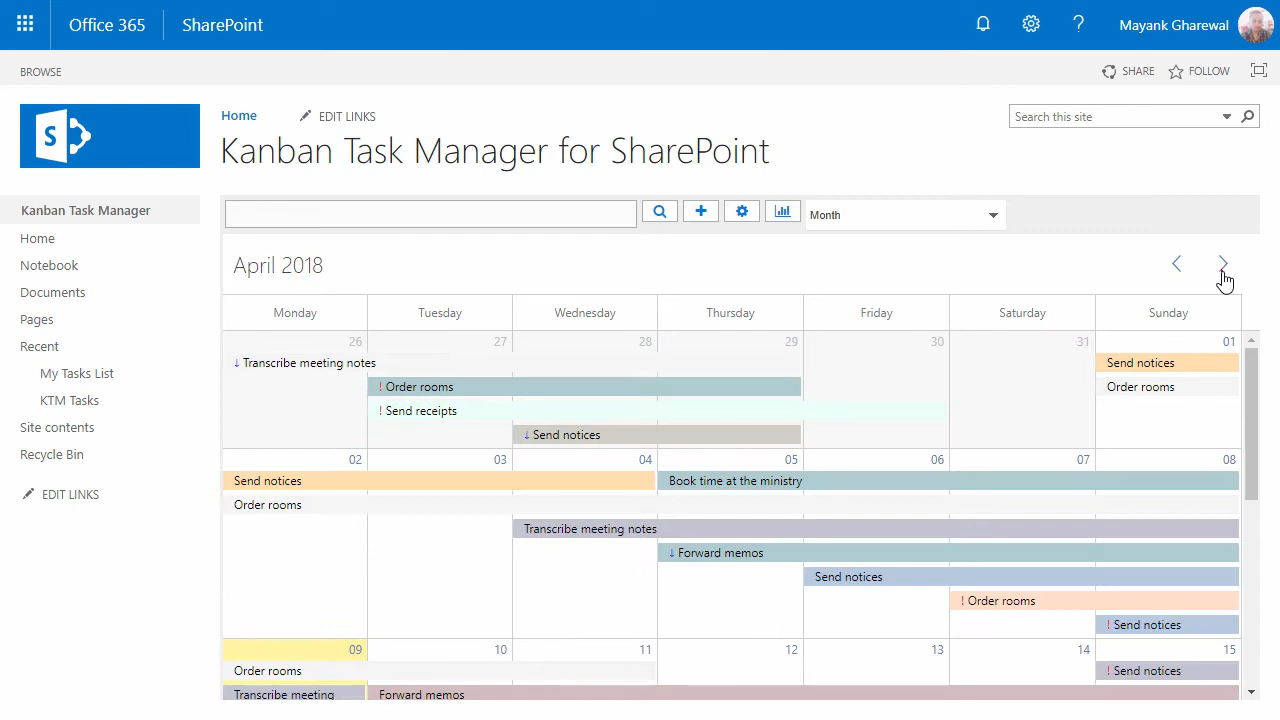 Office 365
SharePoint
?
Mayank Gharewal
BROWSE
SHARE
FOLLOW
S
Home
EDIT LINKS
Search this site
Kanban Task Manager for SharePoint
Kanban Task Manager
Home
Notebook
Documents
Pages
Recent
My Tasks List
KTM Tasks
Site contents
Recycle Bin
EDIT LINKS
Month
April 2018
Monday Tuesday Wednesday Thursday Friday Saturday Sunday
26 27 28 29 30 31 01
↓ Transcribe meeting notes
Send notices
! Order rooms
Order rooms
! Send receipts
↓ Send notices
02 03 04 05 06 07 08
Send notices
Book time at the ministry
Order rooms
Transcribe meeting notes
↓ Forward memos
Send notices
! Order rooms
! Send notices
09 10 11 12 13 14 15
Order rooms
! Send notices
Transcribe meeting
Forward memos